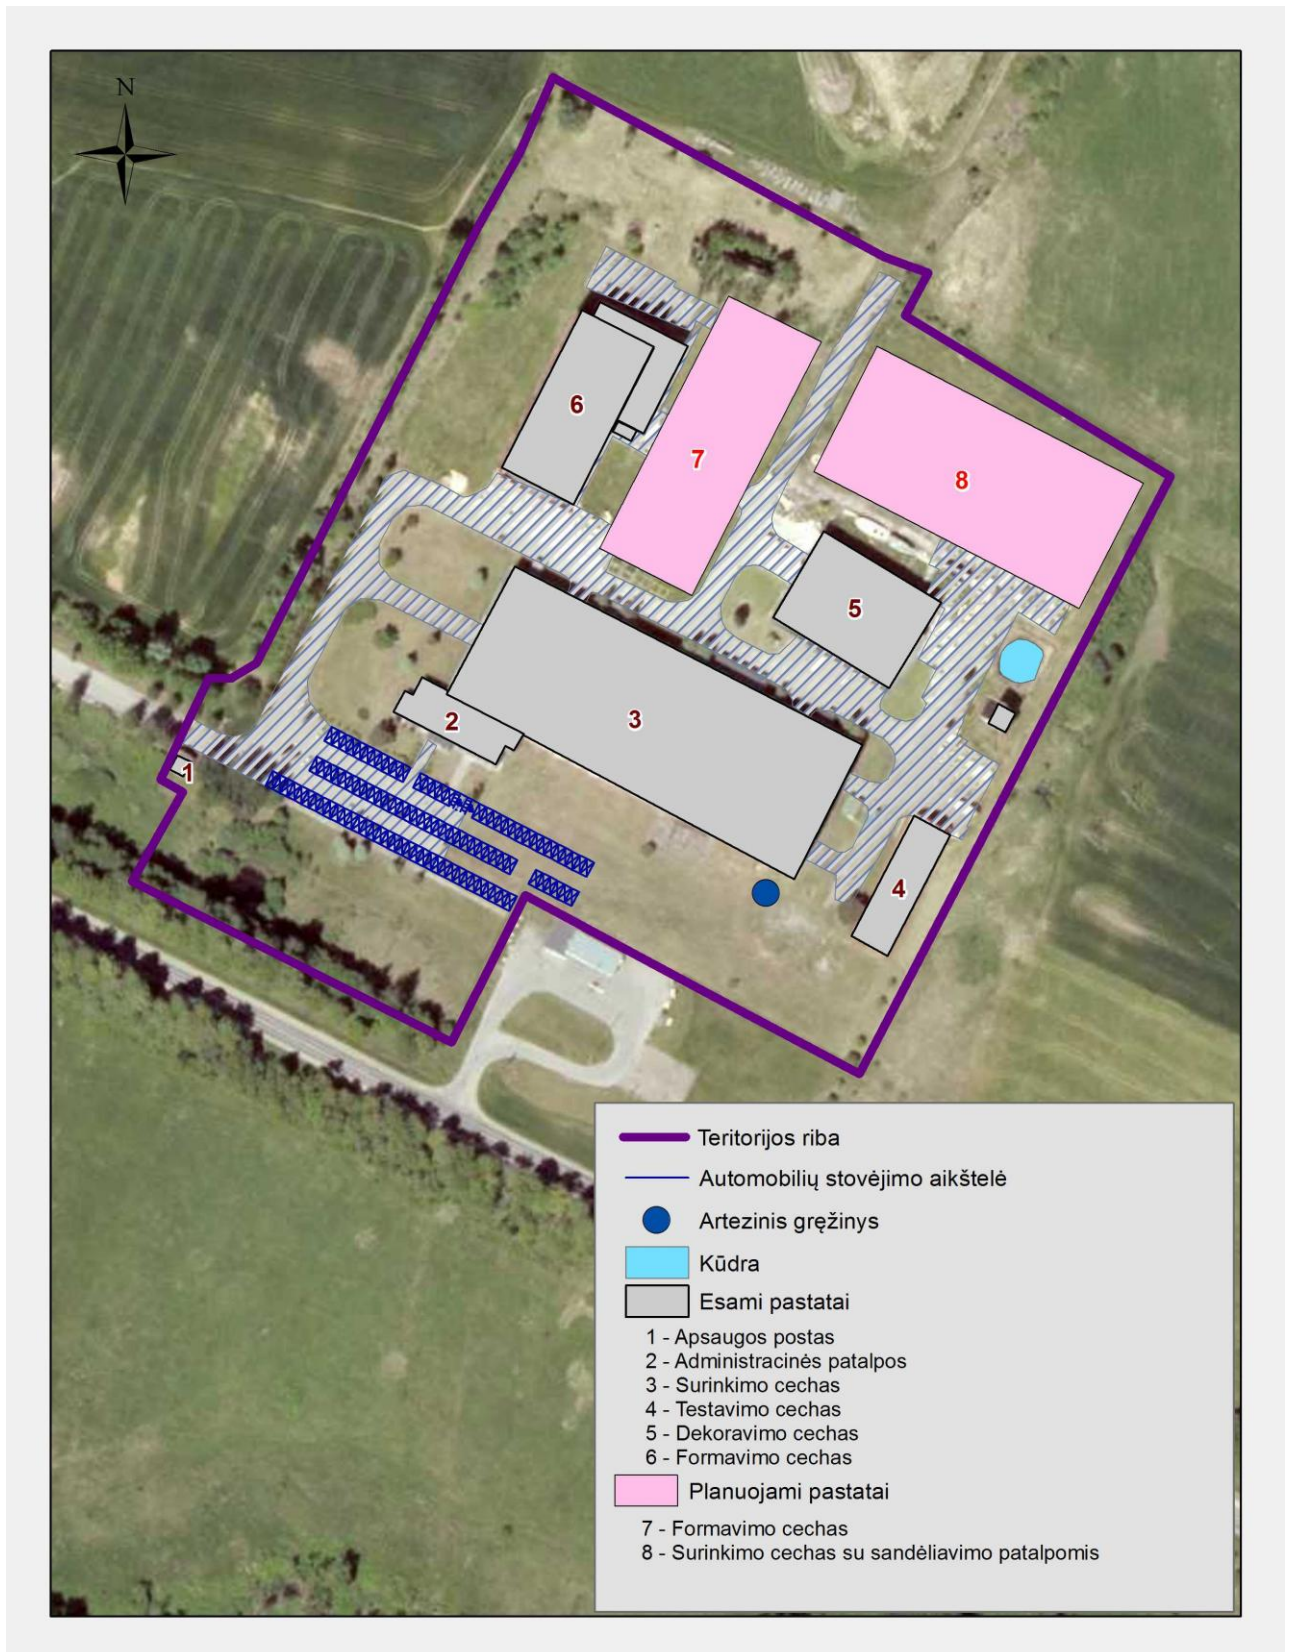 N
6
7
8
5
3
2
1
4
Teritorijos riba
Automobilių stovėjimo aikštelė
Artezinis gręžinys
Kūdra
Esami pastatai
1 - Apsaugos postas
2 - Administracinės patalpos
3 - Surinkimo cechas
4 - Testavimo cechas
5 - Dekoravimo cechas
6 - Formavimo cechas
Planuojami pastatai
7 - Formavimo cechas
8 - Surinkimo cechas su sandėliavimo patalpomis